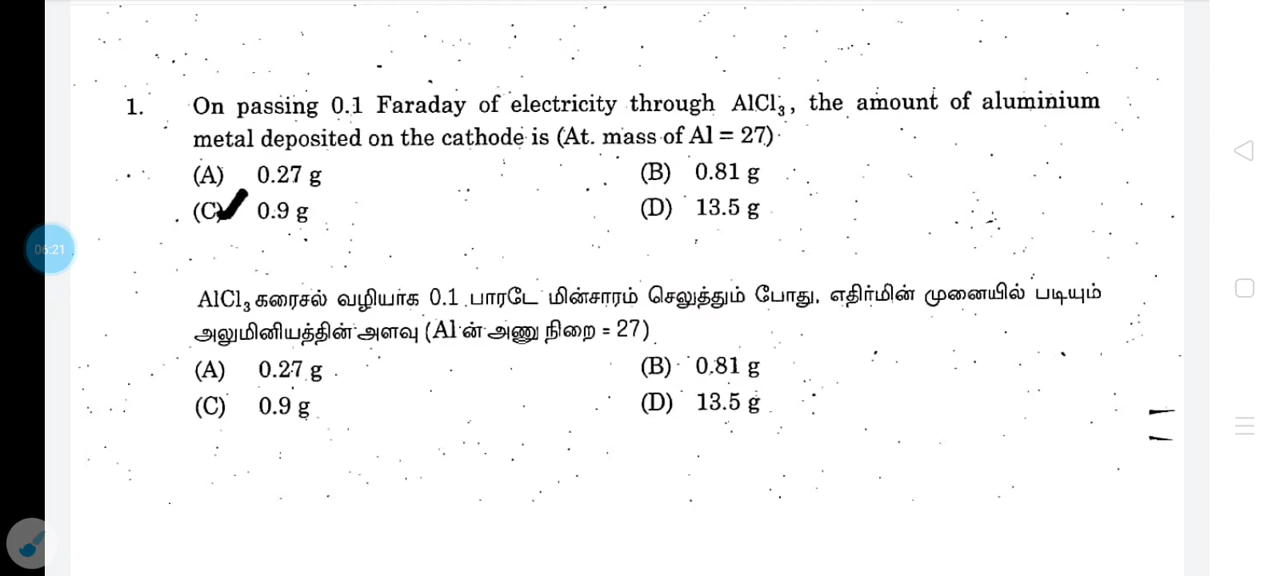 1. On passing 0.1 Faraday of electricity through AlCl₃, the amount of aluminium
metal deposited on the cathode is (At. mass of Al = 27)
(A) 0.27 g (B) 0.81 g
(C) 0.9 g (D) 13.5 g
06:21
AlCl₃ கரைசல் வழியாக 0.1 பாரடே மின்சாரம் செலுத்தும் போது, எதிர்மின் முனையில் படியும்
அலுமினியத்தின் அளவு (Al ன் அணு நிறை = 27)
(A) 0.27 g (B) 0.81 g
(C) 0.9 g (D) 13.5 g